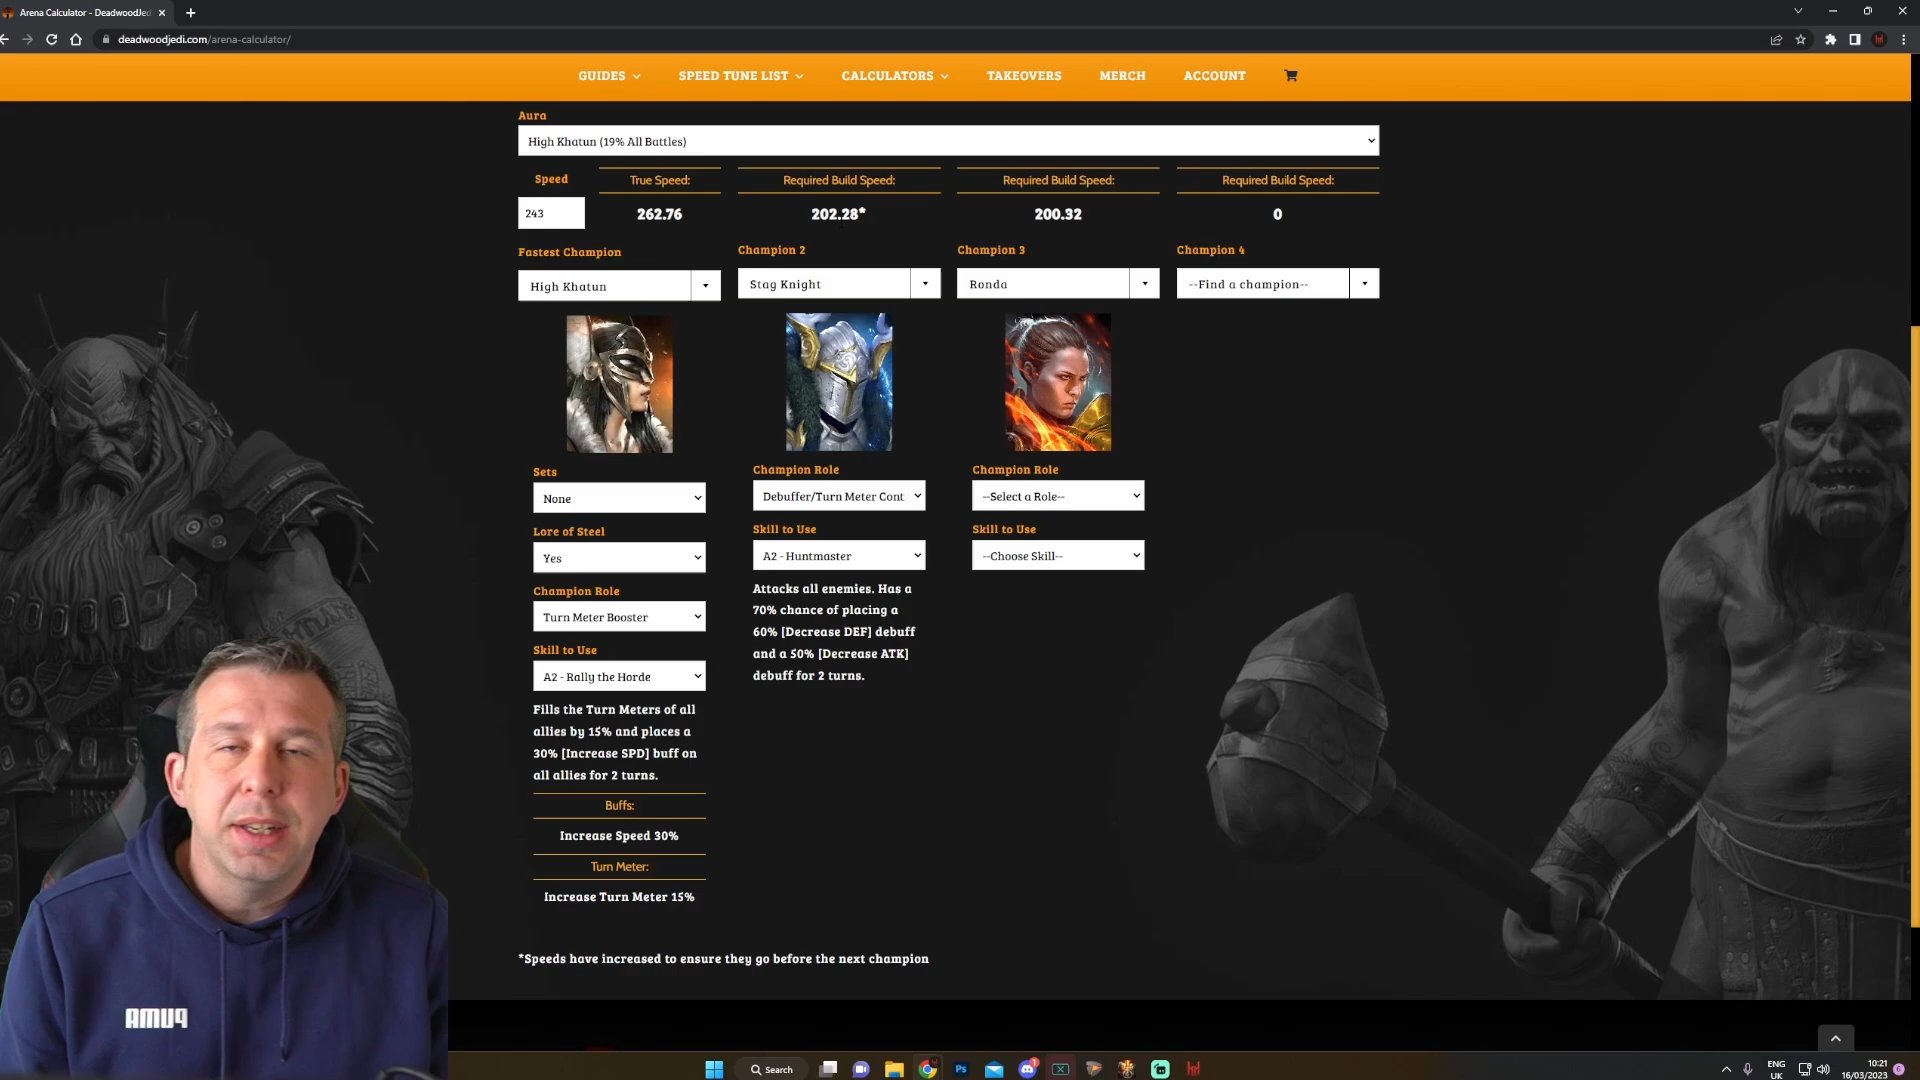 Arena Calculator - DeadwoodJed
deadwoodjedi.com/arena-calculator/
GUIDES
SPEED TUNE LIST
CALCULATORS
TAKEOVERS
MERCH
ACCOUNT
Aura
High Khatun (19% All Battles)
Speed
True Speed:
Required Build Speed:
Required Build Speed:
Required Build Speed:
243
262.76
202.28*
200.32
0
Fastest Champion
Champion 2
Champion 3
Champion 4
High Khatun
Stag Knight
Ronda
--Find a champion--
Sets
None
Lore of Steel
Yes
Champion Role
Turn Meter Booster
Skill to Use
A2 - Rally the Horde
Fills the Turn Meters of all
allies by 15% and places a
30% [Increase SPD] buff on
all allies for 2 turns.
Buffs:
Increase Speed 30%
Turn Meter:
Increase Turn Meter 15%
Champion Role
Debuffer/Turn Meter Cont
Skill to Use
A2 - Huntmaster
Attacks all enemies. Has a
70% chance of placing a
60% [Decrease DEF] debuff
and a 50% [Decrease ATK]
debuff for 2 turns.
Champion Role
--Select a Role--
Skill to Use
--Choose Skill--
*Speeds have increased to ensure they go before the next champion
Search
Ps
ENG
UK
10:21
16/03/2023